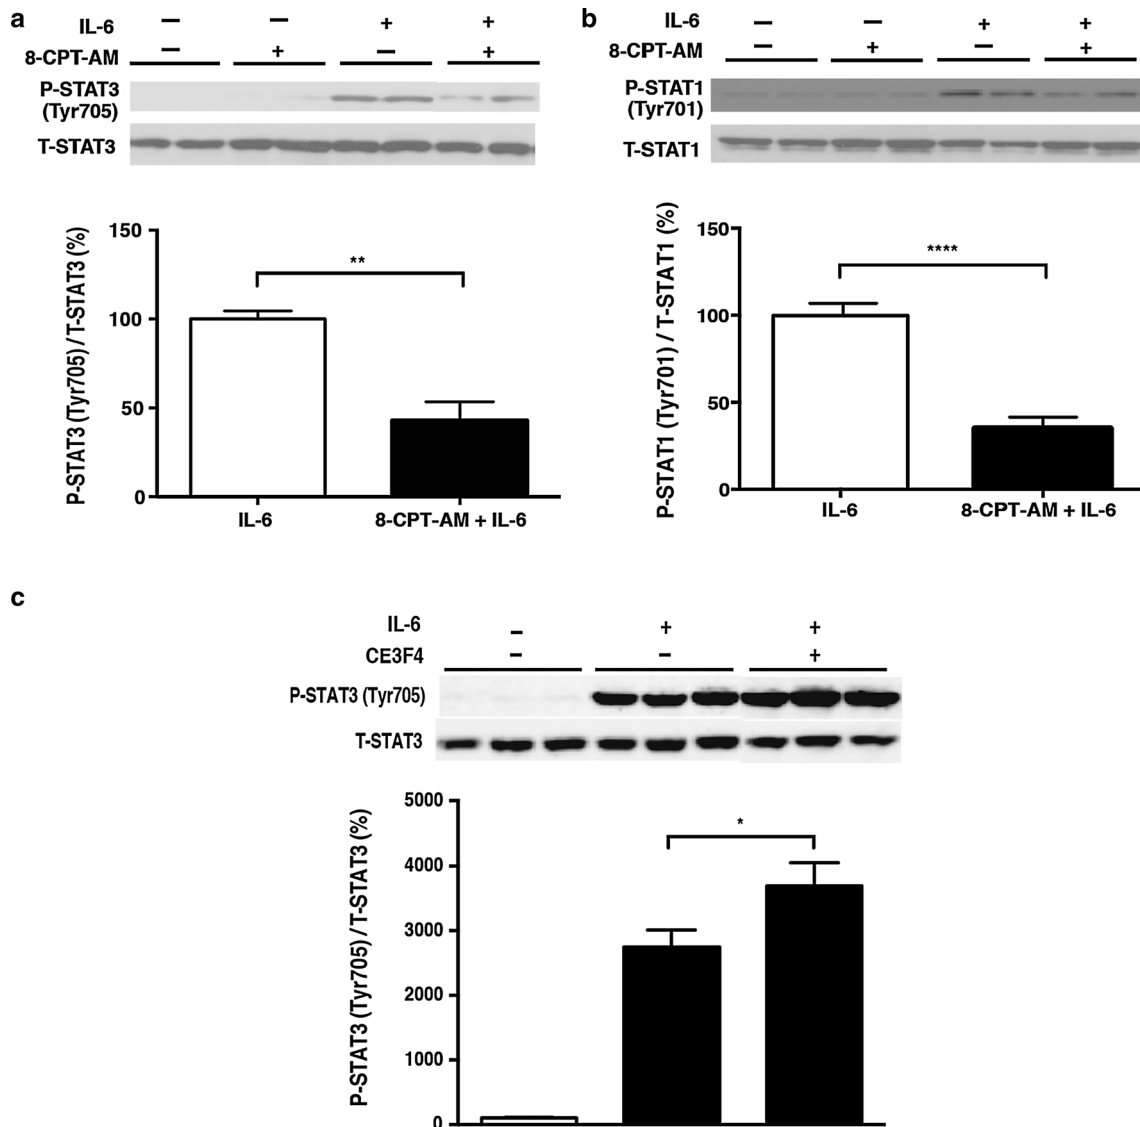 a
IL-6 – – + +
8-CPT-AM – + – +
P-STAT3
(Tyr705)
T-STAT3
P-STAT3 (Tyr705) / T-STAT3 (%)
150
100
50
0
**
IL-6
8-CPT-AM + IL-6
b
IL-6 – – + +
8-CPT-AM – + – +
P-STAT1
(Tyr701)
T-STAT1
P-STAT1 (Tyr701) / T-STAT1 (%)
150
100
50
0
****
IL-6
8-CPT-AM + IL-6
c
IL-6 – + +
CE3F4 – – +
P-STAT3 (Tyr705)
T-STAT3
P-STAT3 (Tyr705) / T-STAT3 (%)
5000
4000
3000
2000
1000
0
*